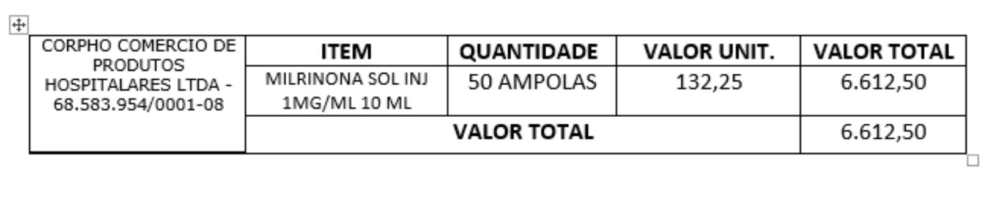 CORPHO COMERCIO DE
PRODUTOS
HOSPITALARES LTDA -
68.583.954/0001-08
ITEM QUANTIDADE VALOR UNIT. VALOR TOTAL
MILRINONA SOL INJ 50 AMPOLAS 132,25 6.612,50
1MG/ML 10 ML
VALOR TOTAL 6.612,50